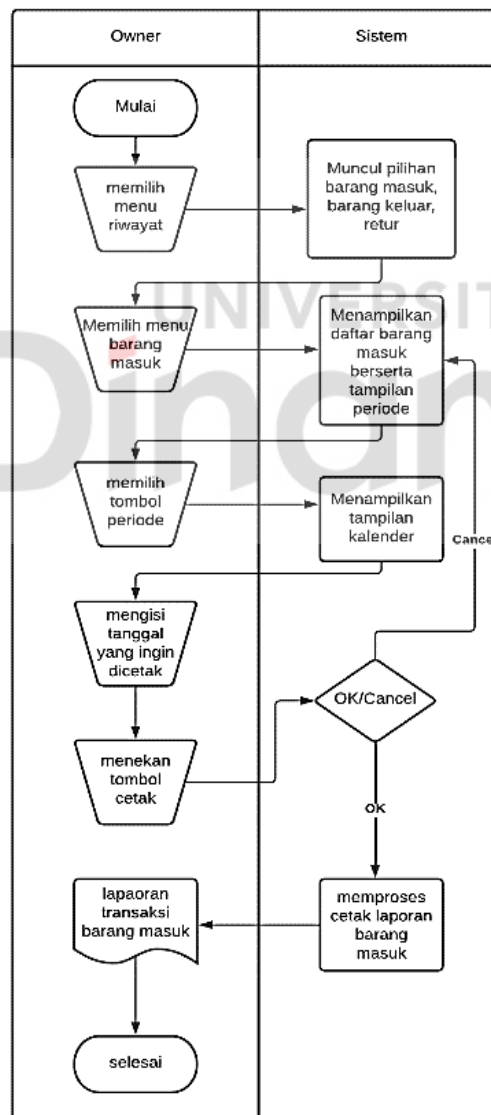 Owner
Sistem
Mulai
memilih
menu
riwayat
Muncul pilihan
barang masuk,
barang keluar,
retur
UNIVERSIT
Dinam
Memilih menu
barang
masuk
Menampilkan
daftar barang
masuk
berserta
tampilan
periode
memilih
tombol
periode
Menampilkan
tampilan
kalender
Cance
mengisi
tanggal
yang ingin
dicetak
OK/Cancel
menekan
tombol
cetak
OK
lapaoran
transaksi
barang masuk
memproses
cetak laporan
barang
masuk
selesai